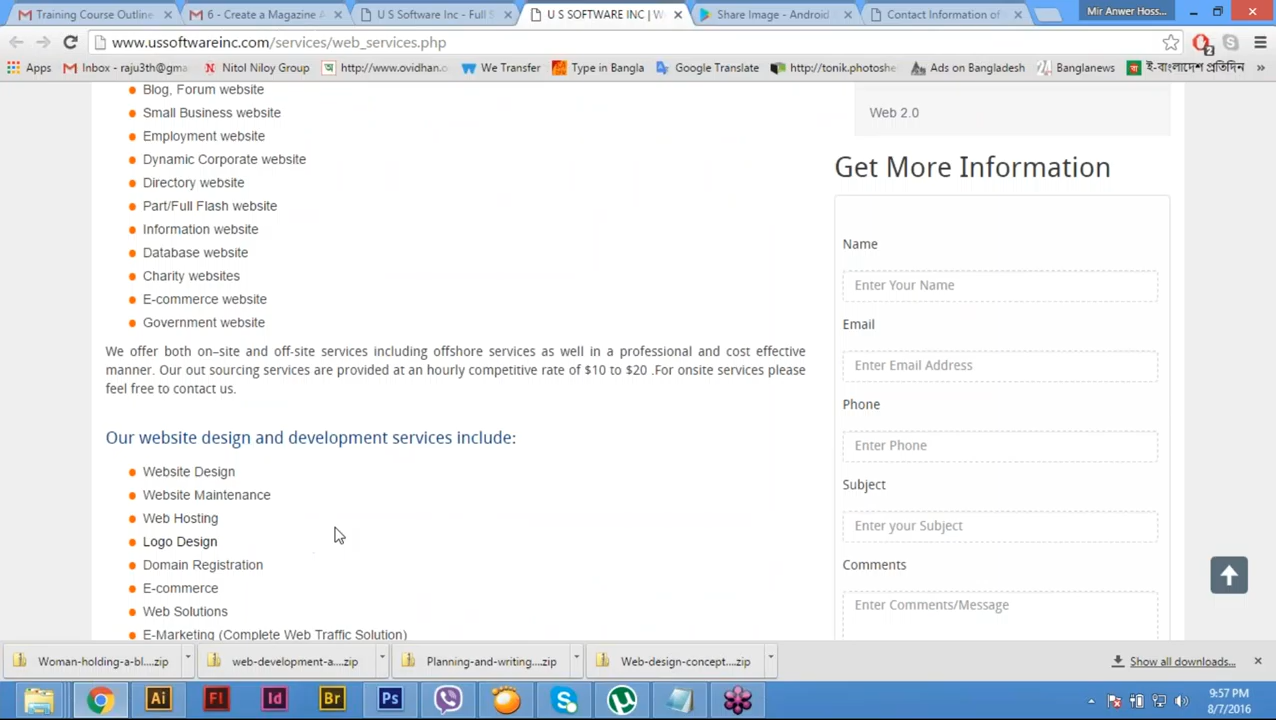 Training Course Outline
6 - Create a Magazine A
U S Software Inc - Full S
U S SOFTWARE INC | W
Share Image - Android
Contact Information of
Mir Anwer Hoss...
www.ussoftwareinc.com/services/web_services.php
2
Apps
Inbox - raju3th@gma
Nitol Niloy Group
http://www.ovidhan.
We Transfer
Type in Bangla
Google Translate
http://tonik.photoshe
Ads on Bangladesh
Banglanews
ই-বাংলাদেশ প্রতিদিন
»
Blog, Forum website
Small Business website
Employment website
Dynamic Corporate website
Directory website
Part/Full Flash website
Information website
Database website
Charity websites
E-commerce website
Government website
We offer both on–site and off-site services including offshore services as well in a professional and cost effective
manner. Our out sourcing services are provided at an hourly competitive rate of $10 to $20 .For onsite services please
feel free to contact us.
Our website design and development services include:
Website Design
Website Maintenance
Web Hosting
Logo Design
Domain Registration
E-commerce
Web Solutions
E-Marketing (Complete Web Traffic Solution)
Web 2.0
Get More Information
Name
Enter Your Name
Email
Enter Email Address
Phone
Enter Phone
Subject
Enter your Subject
Comments
Enter Comments/Message
Woman-holding-a-bl....zip
web-development-a....zip
Planning-and-writing....zip
Web-design-concept....zip
Show all downloads...
Ai
Fl
Id
Br
Ps
9:57 PM
8/7/2016